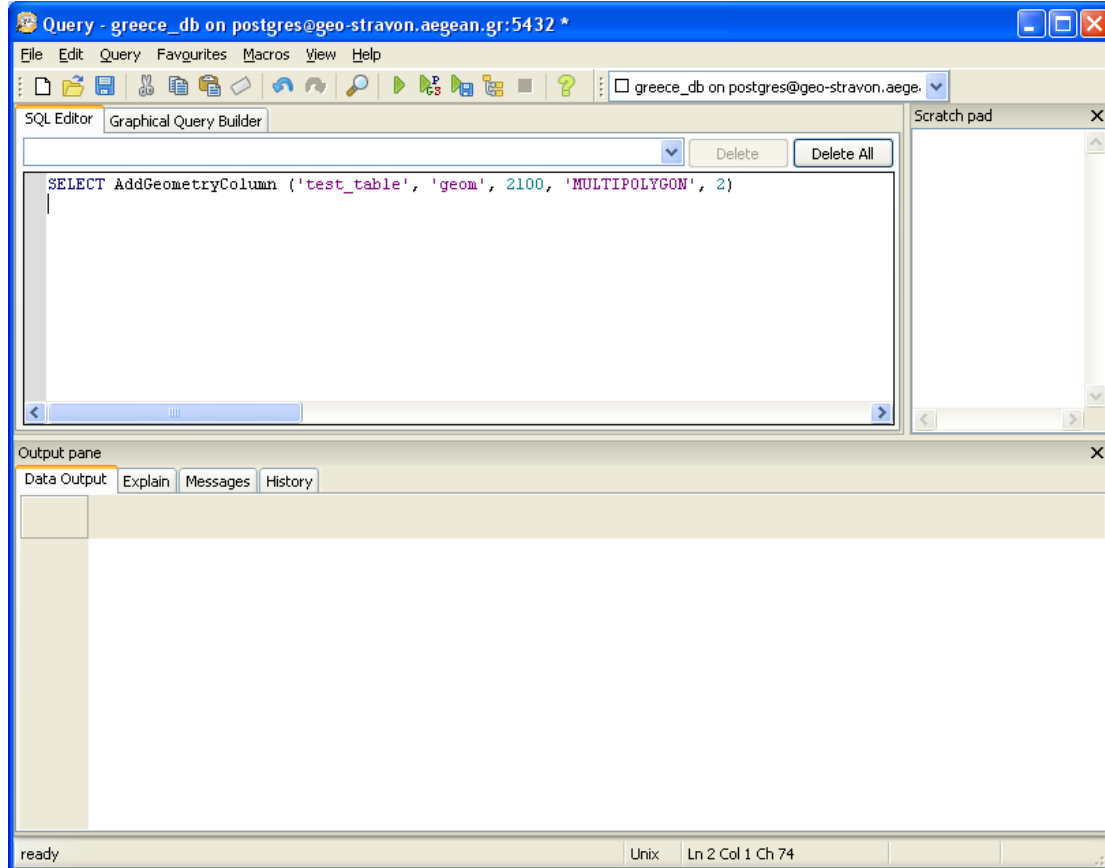 Query - greece_db on postgres@geo-stravon.aegean.gr:5432 *
File Edit Query Favourites Macros View Help
greece_db on postgres@geo-stravon.aege.
SQL Editor Graphical Query Builder
Scratch pad
Delete Delete All
SELECT AddGeometryColumn ('test_table', 'geom', 2100, 'MULTIPOLYGON', 2)
Output pane
Data Output Explain Messages History
ready Unix Ln 2 Col 1 Ch 74